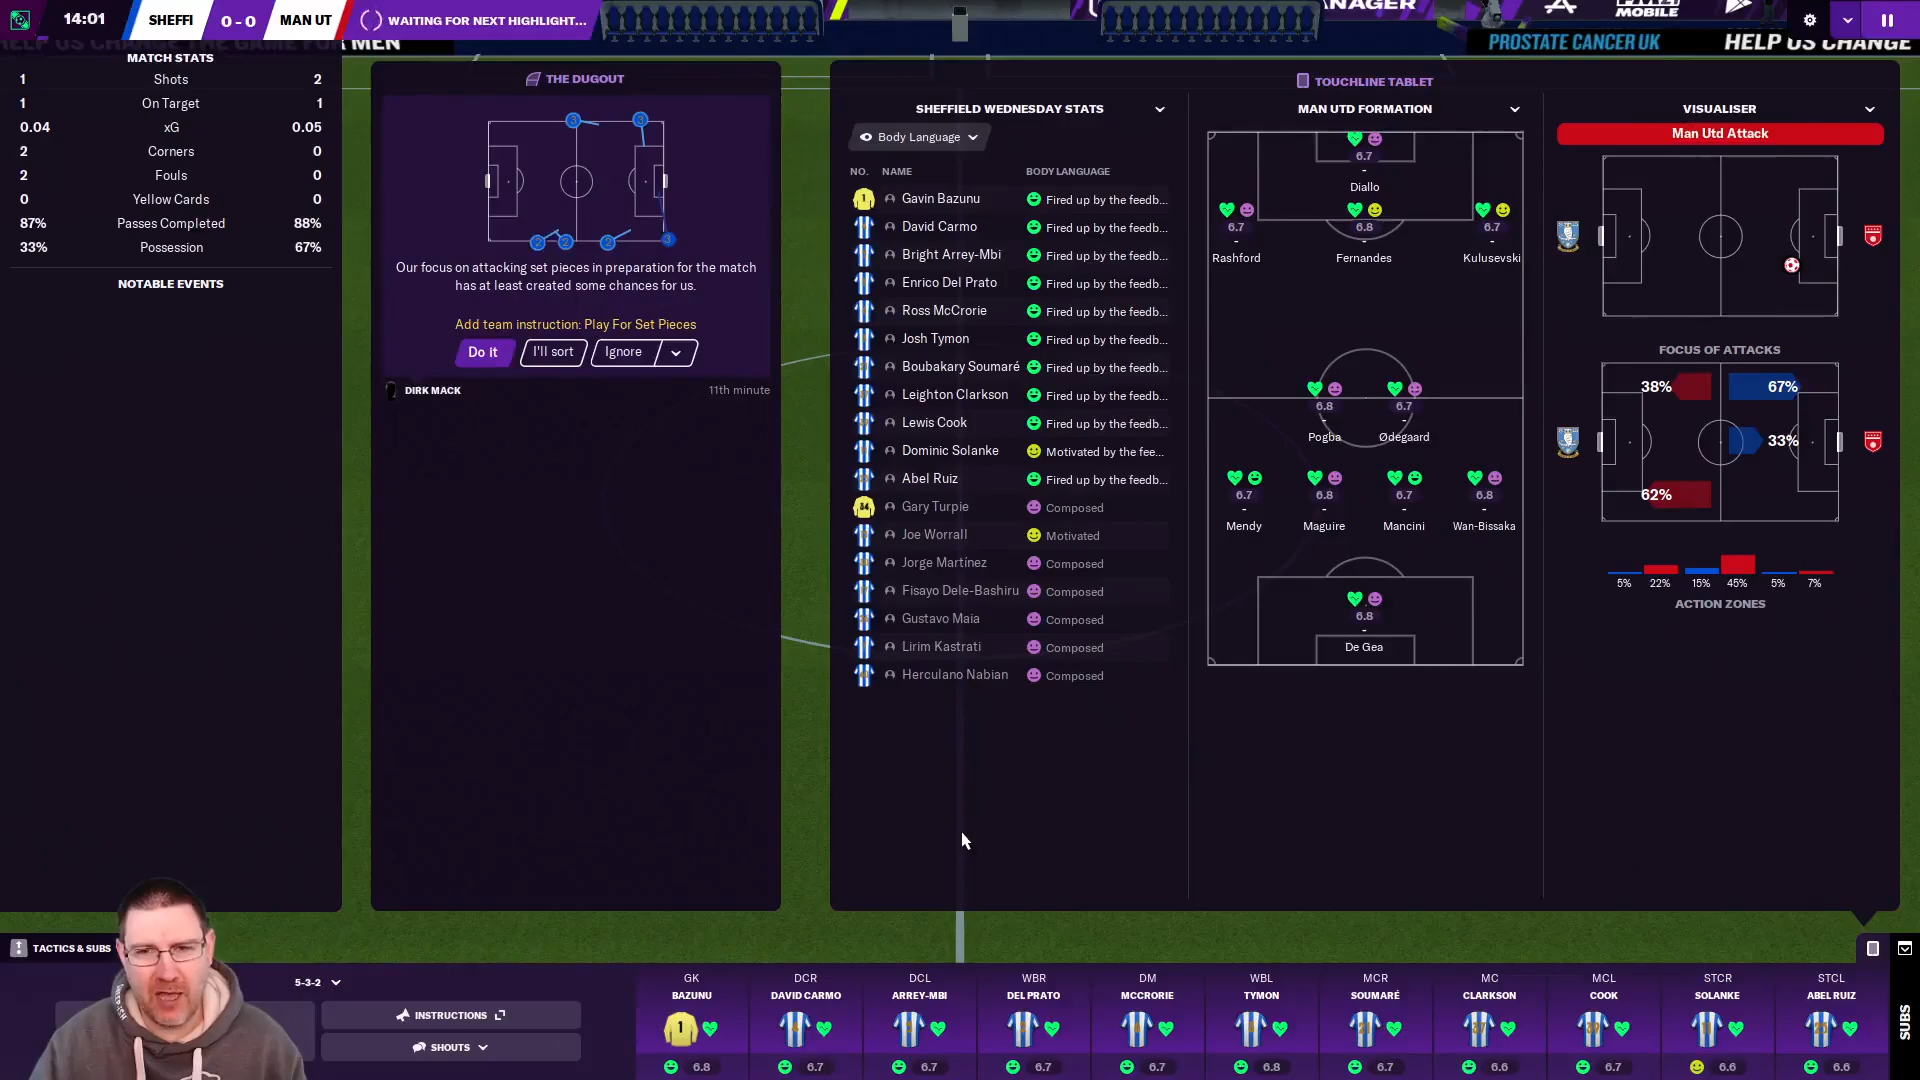 14:01
SHEFFI
0 - 0
MAN UT
WAITING FOR NEXT HIGHLIGHT...
MOBILE
PROSTATE CANCER UK
HELP US CHANGE
HELP US CHANGE THE GAME FOR MEN
MATCH STATS
1 Shots 2
1 On Target 1
0.04 xG 0.05
2 Corners 0
2 Fouls 0
0 Yellow Cards 0
87% Passes Completed 88%
33% Possession 67%
NOTABLE EVENTS
THE DUGOUT
3 3
2 2 2 3
Our focus on attacking set pieces in preparation for the match
has at least created some chances for us.
Add team instruction: Play For Set Pieces
Do it
I'll sort
Ignore
DIRK MACK
11th minute
TOUCHLINE TABLET
SHEFFIELD WEDNESDAY STATS
Body Language
NO. NAME BODY LANGUAGE
1 Gavin Bazunu Fired up by the feedb...
David Carmo Fired up by the feedb...
Bright Arrey-Mbi Fired up by the feedb...
Enrico Del Prato Fired up by the feedb...
Ross McCrorie Fired up by the feedb...
Josh Tymon Fired up by the feedb...
Boubakary Soumaré Fired up by the feedb...
Leighton Clarkson Fired up by the feedb...
Lewis Cook Fired up by the feedb...
Dominic Solanke Motivated by the fee...
Abel Ruiz Fired up by the feedb...
Gary Turpie Composed
Joe Worrall Motivated
Jorge Martínez Composed
Fisayo Dele-Bashiru Composed
Gustavo Maia Composed
Lirim Kastrati Composed
Herculano Nabian Composed
MAN UTD FORMATION
6.7
-
Diallo
6.7 6.8 6.7
- - -
Rashford Fernandes Kulusevski
6.8 6.7
- -
Pogba Ødegaard
6.7 6.8 6.7 6.8
- - - -
Mendy Maguire Mancini Wan-Bissaka
6.8
-
De Gea
VISUALISER
Man Utd Attack
FOCUS OF ATTACKS
38% 67%
33%
62%
5% 22% 15% 45% 5% 7%
ACTION ZONES
TACTICS & SUBS
5-3-2
INSTRUCTIONS
SHOUTS
GK DCR DCL WBR DM WBL MCR MC MCL STCR STCL
BAZUNU DAVID CARMO ARREY-MBI DEL PRATO MCCRORIE TYMON SOUMARÉ CLARKSON COOK SOLANKE ABEL RUIZ
1
6.8 6.7 6.7 6.7 6.7 6.8 6.7 6.6 6.7 6.6 6.6
SUBS